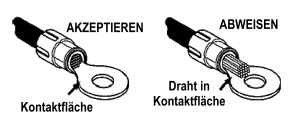 AKZEPTIEREN
Kontaktfläche
ABWEISEN
Draht in
Kontaktfläche